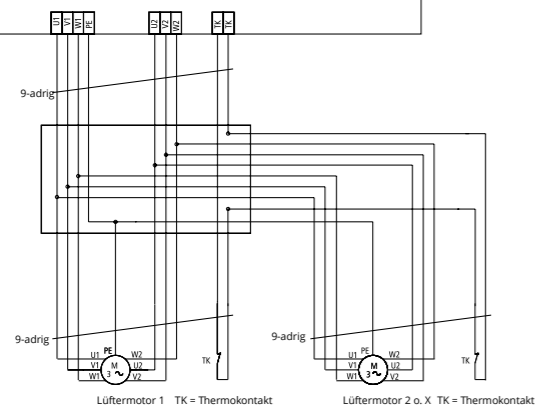 U1 V1 W1 PE U2 V2 W2 TK TK
9-adrig
9-adrig
9-adrig
PE
U1 M W2
V1 3~ U2
W1 V2
TK
PE
U1 M W2
V1 3~ U2
W1 V2
TK
Lüftermotor 1 TK = Thermokontakt
Lüftermotor 2 o. X TK = Thermokontakt